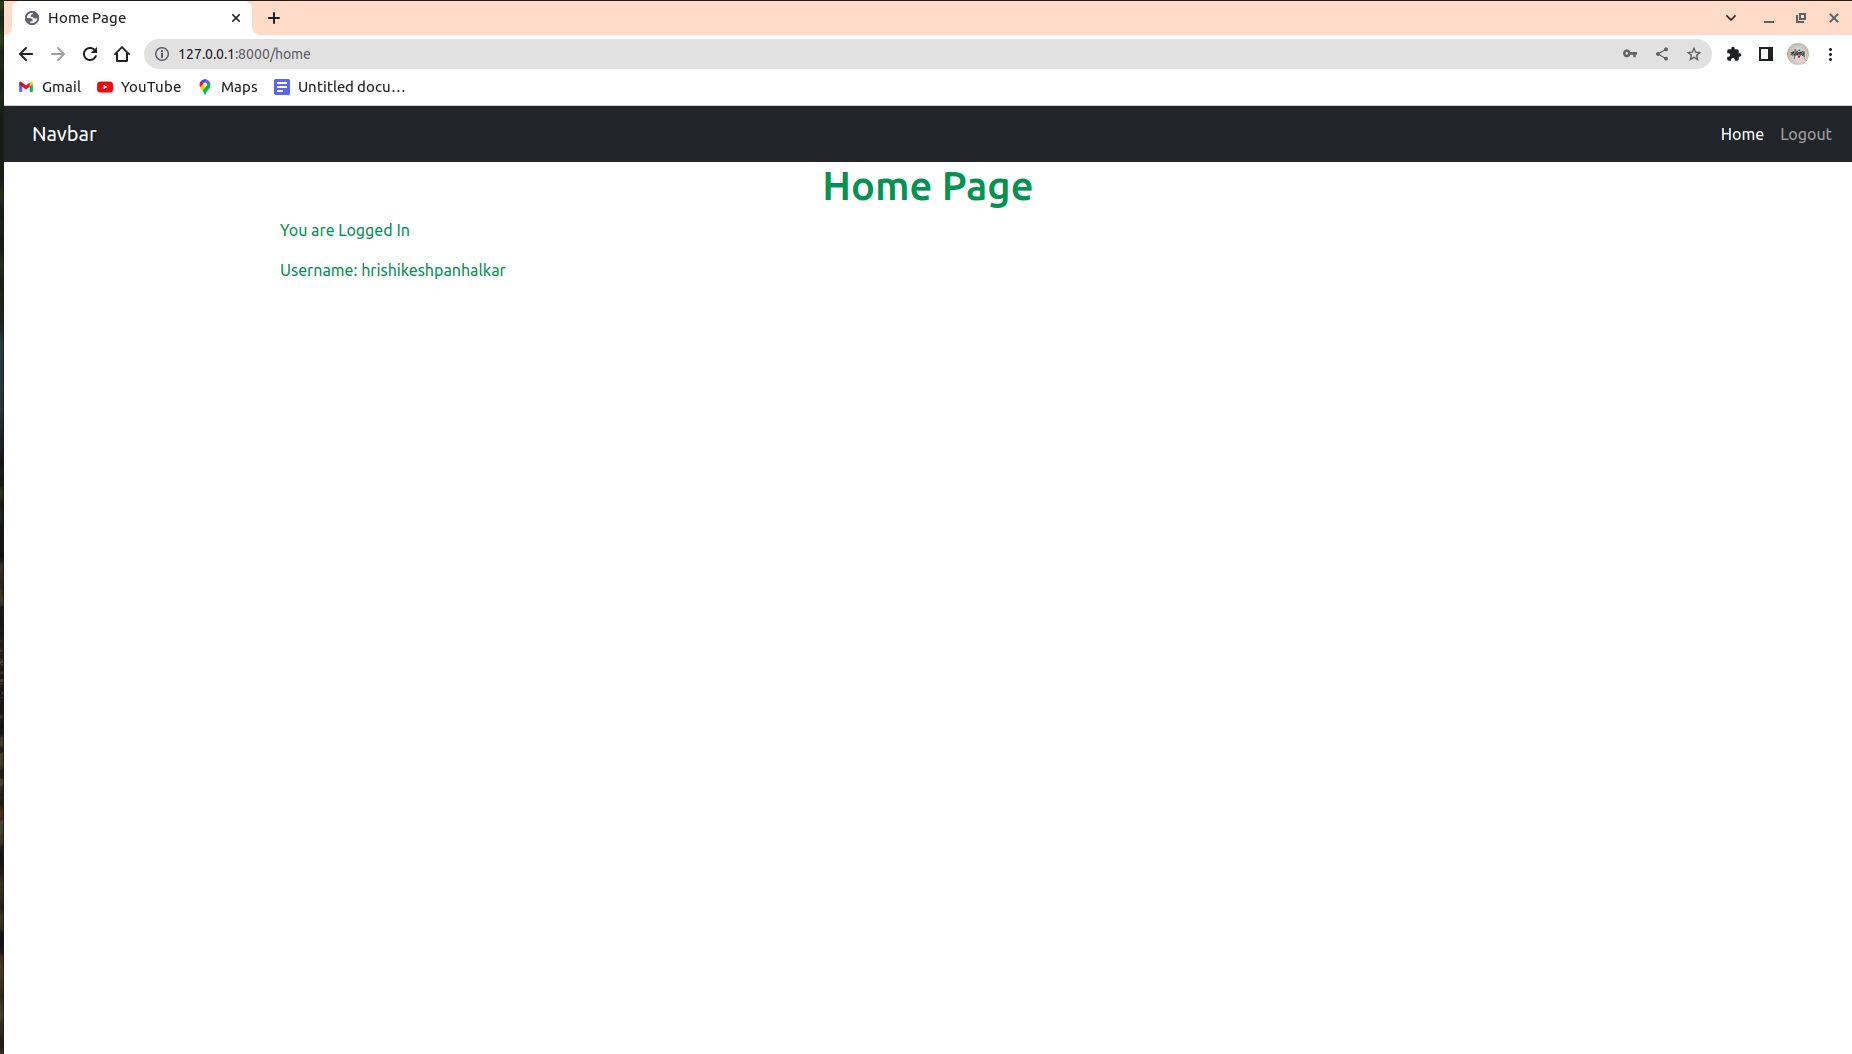 Home Page
127.0.0.1:8000/home
Gmail YouTube Maps Untitled docu…
Navbar Home Logout
Home Page
You are Logged In
Username: hrishikeshpanhalkar